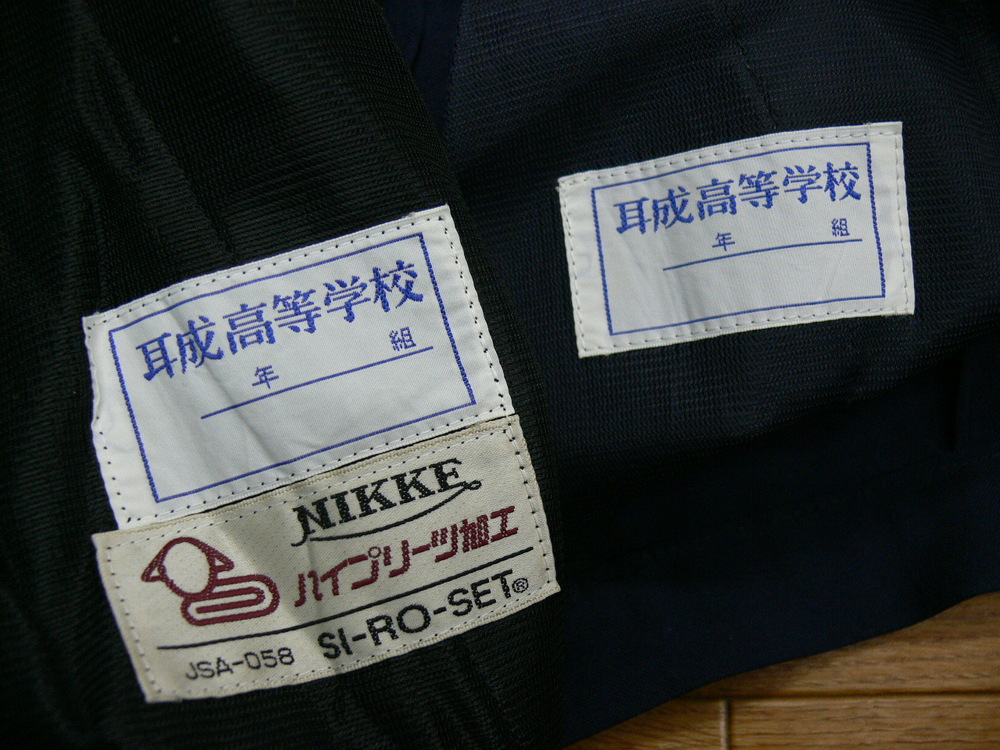 耳成高等学校
年 組
NIKKE
ハイプリーツ加工
JSA-058 SI-RO-SET®
耳成高等学校
年 組